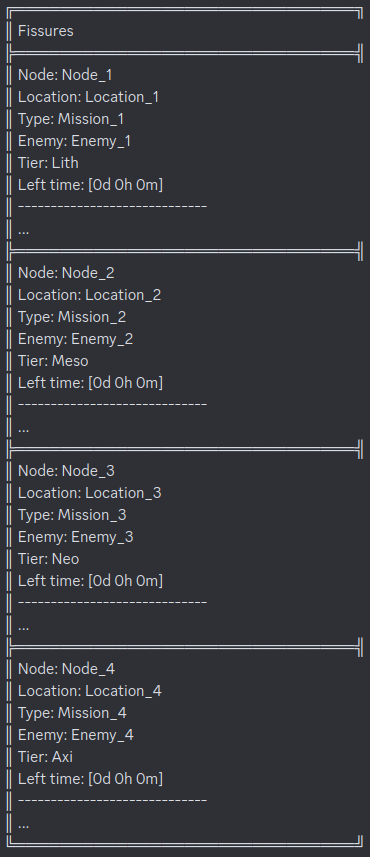 ╔══════════════════════════╗
║ Fissures
╠══════════════════════════╣
║ Node: Node_1
║ Location: Location_1
║ Type: Mission_1
║ Enemy: Enemy_1
║ Tier: Lith
║ Left time: [0d 0h 0m]
║ -----------------------------
║ ...
╠══════════════════════════╣
║ Node: Node_2
║ Location: Location_2
║ Type: Mission_2
║ Enemy: Enemy_2
║ Tier: Meso
║ Left time: [0d 0h 0m]
║ -----------------------------
║ ...
╠══════════════════════════╣
║ Node: Node_3
║ Location: Location_3
║ Type: Mission_3
║ Enemy: Enemy_3
║ Tier: Neo
║ Left time: [0d 0h 0m]
║ -----------------------------
║ ...
╠══════════════════════════╣
║ Node: Node_4
║ Location: Location_4
║ Type: Mission_4
║ Enemy: Enemy_4
║ Tier: Axi
║ Left time: [0d 0h 0m]
║ -----------------------------
║ ...
╚══════════════════════════╝